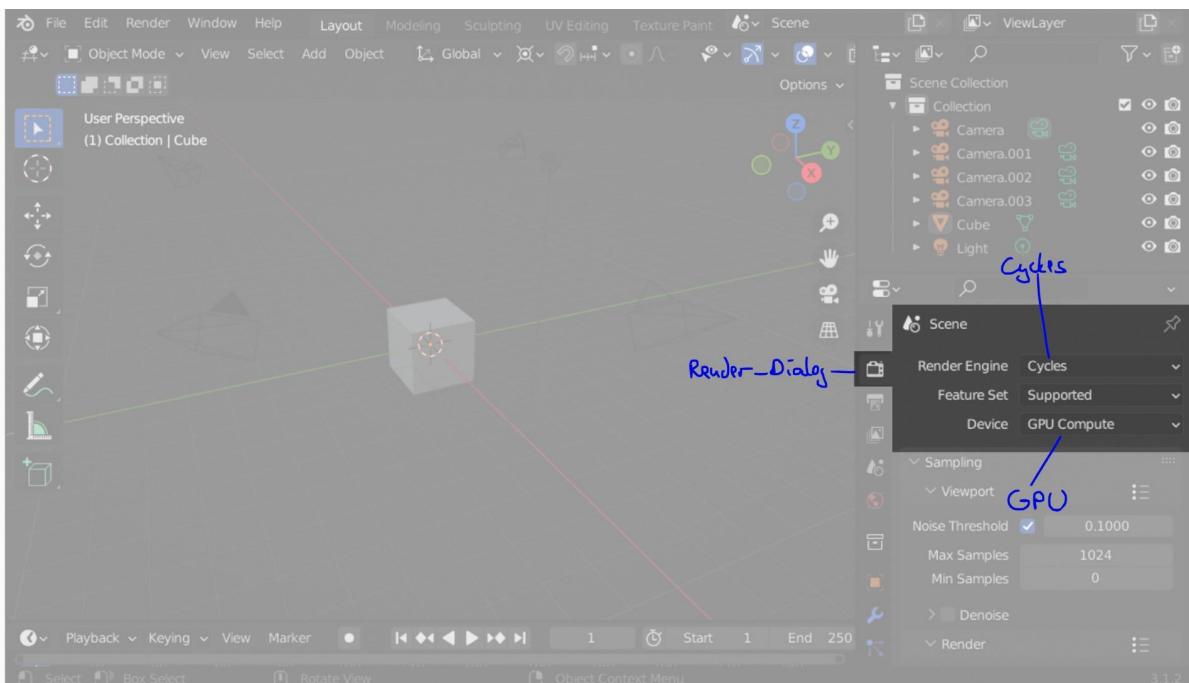 File Edit Render Window Help Layout Modeling Sculpting UV Editing Texture Paint Scene ViewLayer
Object Mode View Select Add Object Global
Options
User Perspective
(1) Collection | Cube
Z
Y
X
Scene Collection
Collection
Camera
Camera.001
Camera.002
Camera.003
Cube
Light
Cycles
Scene
Render_Dialog
Render Engine Cycles
Feature Set Supported
Device GPU Compute
GPU
Sampling
Viewport
Noise Threshold 0.1000
Max Samples 1024
Min Samples 0
Denoise
Render
Playback Keying View Marker 1 Start 1 End 250
Select Box Select Rotate View Object Context Menu 3.1.2